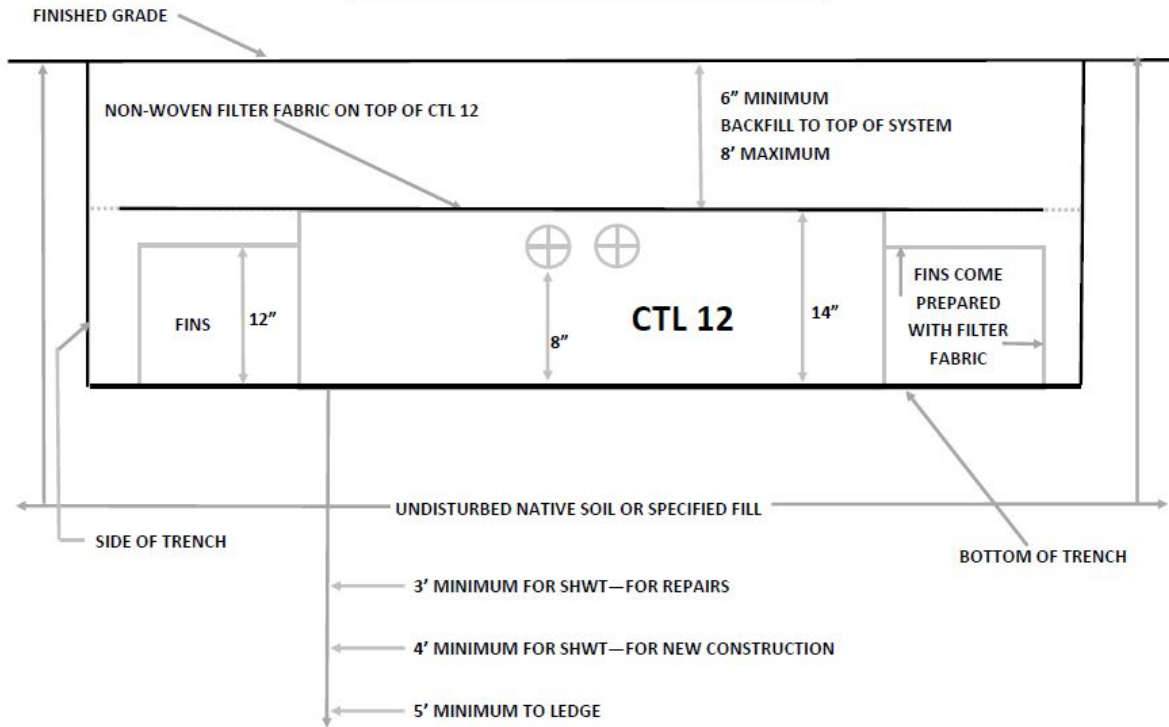 FINISHED GRADE
NON-WOVEN FILTER FABRIC ON TOP OF CTL 12
6” MINIMUM
BACKFILL TO TOP OF SYSTEM
8’ MAXIMUM
FINS
12”
8”
CTL 12
14”
FINS COME
PREPARED
WITH FILTER
FABRIC
UNDISTURBED NATIVE SOIL OR SPECIFIED FILL
SIDE OF TRENCH
BOTTOM OF TRENCH
3’ MINIMUM FOR SHWT—FOR REPAIRS
4’ MINIMUM FOR SHWT—FOR NEW CONSTRUCTION
5’ MINIMUM TO LEDGE